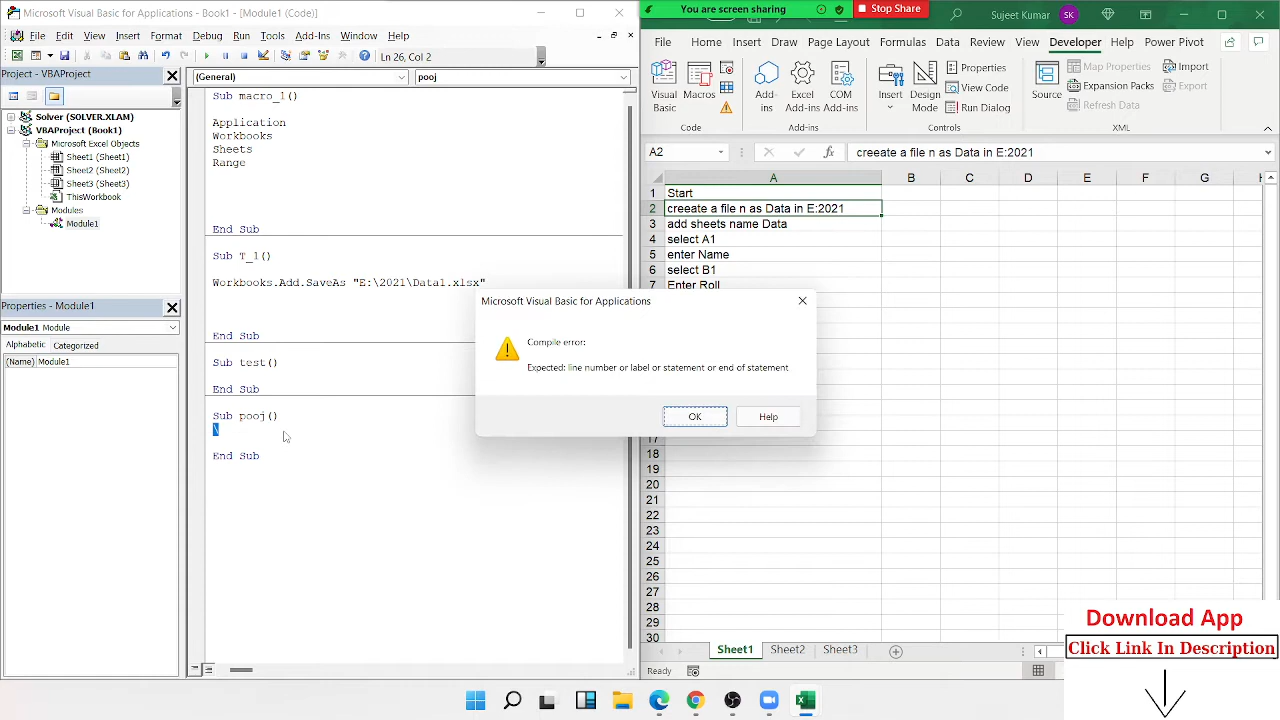 Microsoft Visual Basic for Applications - Book1 - [Module1 (Code)]
File Edit View Insert Format Debug Run Tools Add-Ins Window Help
Ln 26, Col 2
Project - VBAProject
Solver (SOLVER.XLAM)
VBAProject (Book1)
Microsoft Excel Objects
Sheet1 (Sheet1)
Sheet2 (Sheet2)
Sheet3 (Sheet3)
ThisWorkbook
Modules
Module1
Properties - Module1
Module1 Module
Alphabetic Categorized
(Name) Module1
(General) pooj
Sub macro_1()
Application
Workbooks
Sheets
Range
End Sub
Sub T_1()
Workbooks.Add.SaveAs "E:\2021\Data1.xlsx"
End Sub
Sub test()
End Sub
Sub pooj()
\
End Sub
Microsoft Visual Basic for Applications
Compile error:
Expected: line number or label or statement or end of statement
OK Help
You are screen sharing Stop Share
Sujeet Kumar SK
File Home Insert Draw Page Layout Formulas Data Review View Developer Help Power Pivot
Visual Basic
Macros
Code
Add-ins
Excel Add-ins
COM Add-ins
Add-ins
Insert
Design Mode
Properties
View Code
Run Dialog
Controls
Source
Map Properties
Expansion Packs
Refresh Data
Import
Export
XML
A2 fx creeate a file n as Data in E:2021
A B C D E F G H
1 Start
2 creeate a file n as Data in E:2021
3 add sheets name Data
4 select A1
5 enter Name
6 select B1
7 Enter Roll
17
18
19
20
21
22
23
24
25
26
27
28
29
30
Sheet1 Sheet2 Sheet3
Ready
Download App
Click Link In Description